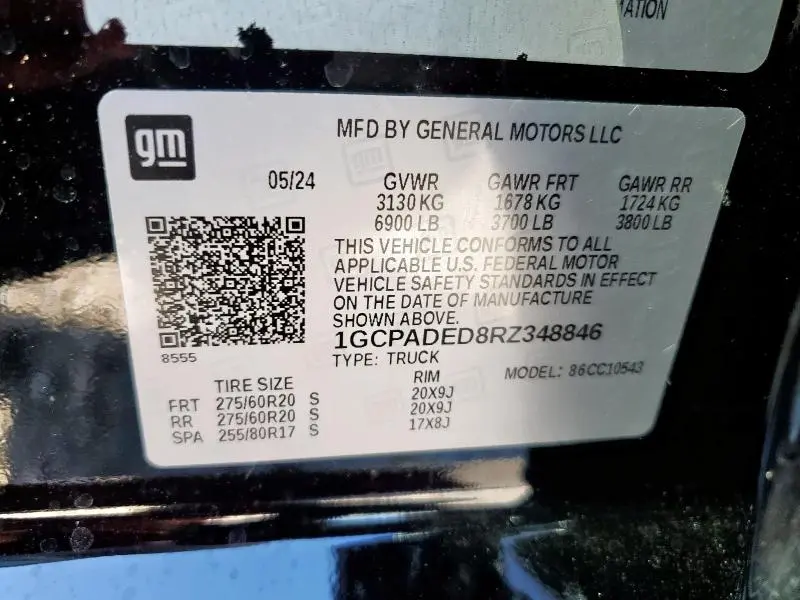 MATION
gm
MFD BY GENERAL MOTORS LLC
05/24 GVWR GAWR FRT GAWR RR
3130 KG 1678 KG 1724 KG
6900 LB 3700 LB 3800 LB
THIS VEHICLE CONFORMS TO ALL
APPLICABLE U.S. FEDERAL MOTOR
VEHICLE SAFETY STANDARDS IN EFFECT
ON THE DATE OF MANUFACTURE
SHOWN ABOVE.
1GCPADED8RZ348846
8555
TYPE: TRUCK
MODEL: 86CC10543
TIRE SIZE RIM
FRT 275/60R20 S 20X9J
RR 275/60R20 S 20X9J
SPA 255/80R17 S 17X8J